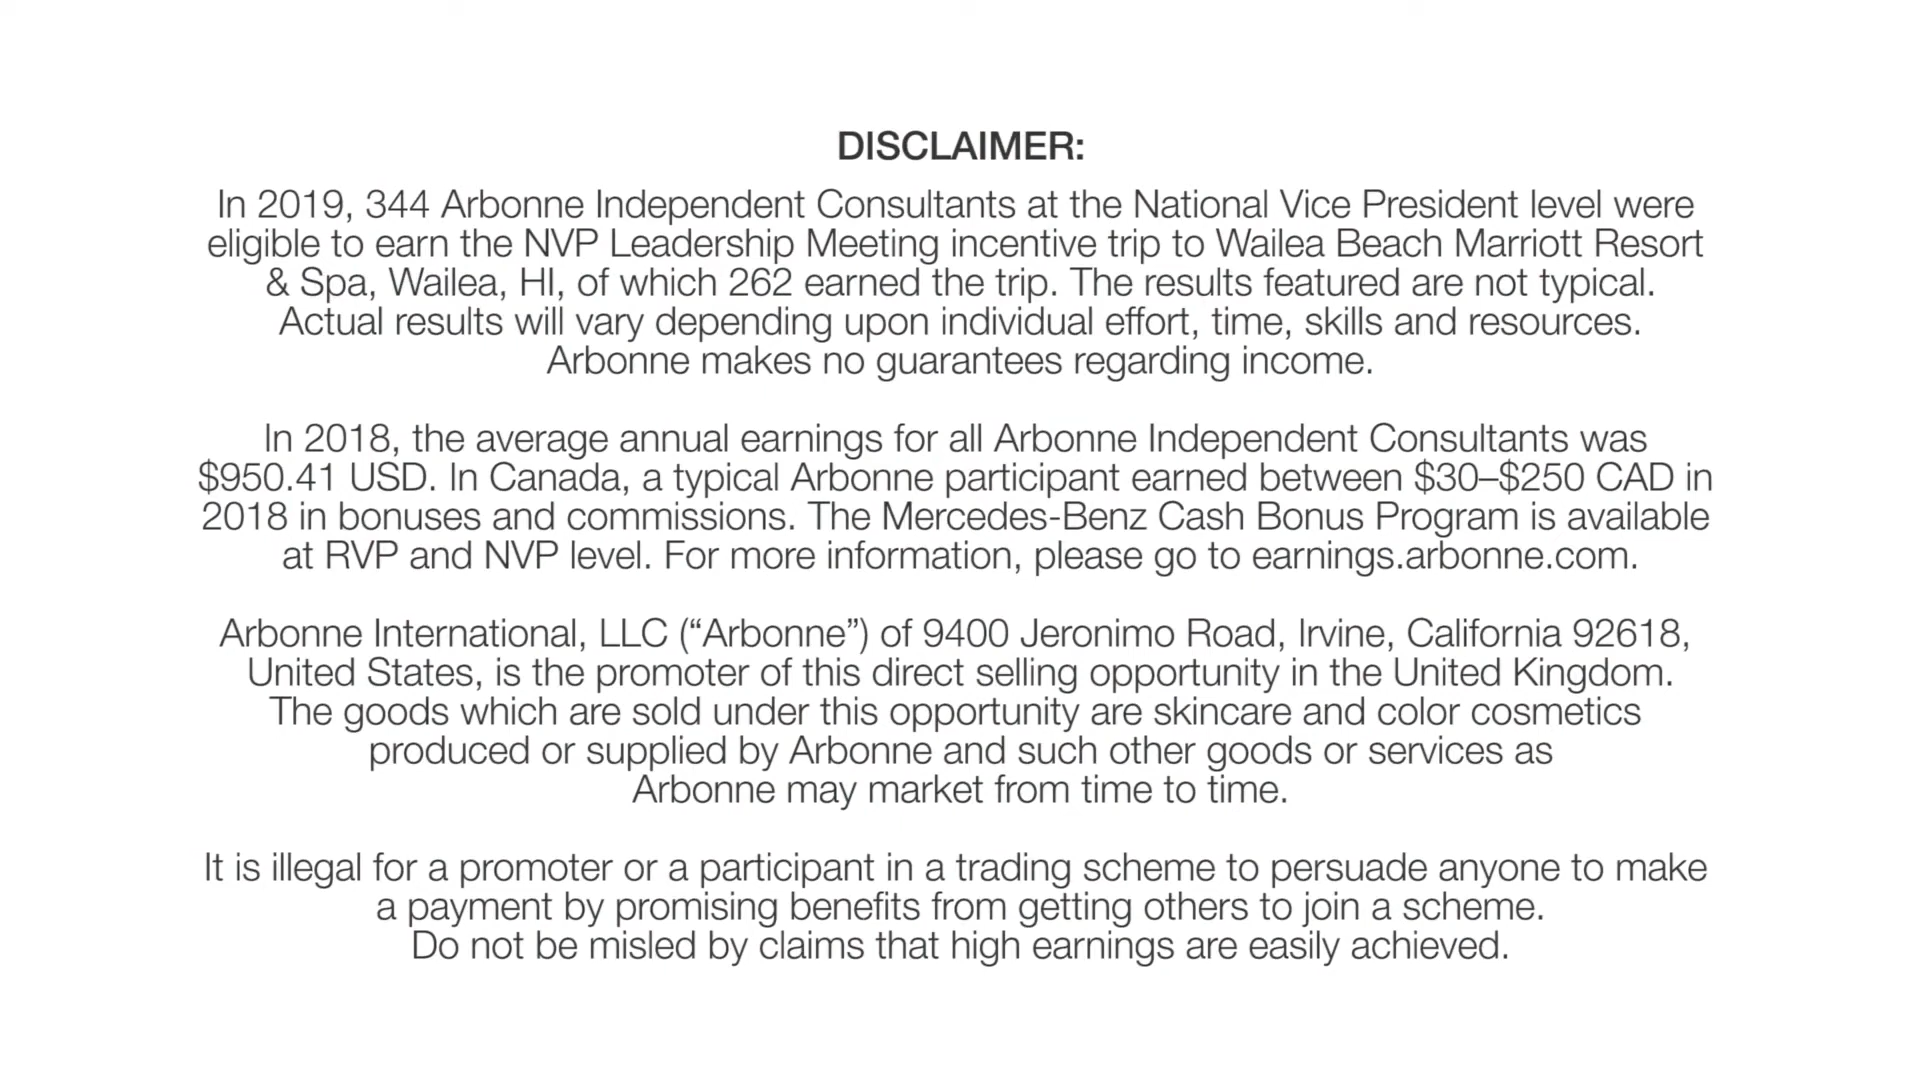 DISCLAIMER:
In 2019, 344 Arbonne Independent Consultants at the National Vice President level were
eligible to earn the NVP Leadership Meeting incentive trip to Wailea Beach Marriott Resort
& Spa, Wailea, HI, of which 262 earned the trip. The results featured are not typical.
Actual results will vary depending upon individual effort, time, skills and resources.
Arbonne makes no guarantees regarding income.
In 2018, the average annual earnings for all Arbonne Independent Consultants was
$950.41 USD. In Canada, a typical Arbonne participant earned between $30–$250 CAD in
2018 in bonuses and commissions. The Mercedes-Benz Cash Bonus Program is available
at RVP and NVP level. For more information, please go to earnings.arbonne.com.
Arbonne International, LLC (“Arbonne”) of 9400 Jeronimo Road, Irvine, California 92618,
United States, is the promoter of this direct selling opportunity in the United Kingdom.
The goods which are sold under this opportunity are skincare and color cosmetics
produced or supplied by Arbonne and such other goods or services as
Arbonne may market from time to time.
It is illegal for a promoter or a participant in a trading scheme to persuade anyone to make
a payment by promising benefits from getting others to join a scheme.
Do not be misled by claims that high earnings are easily achieved.